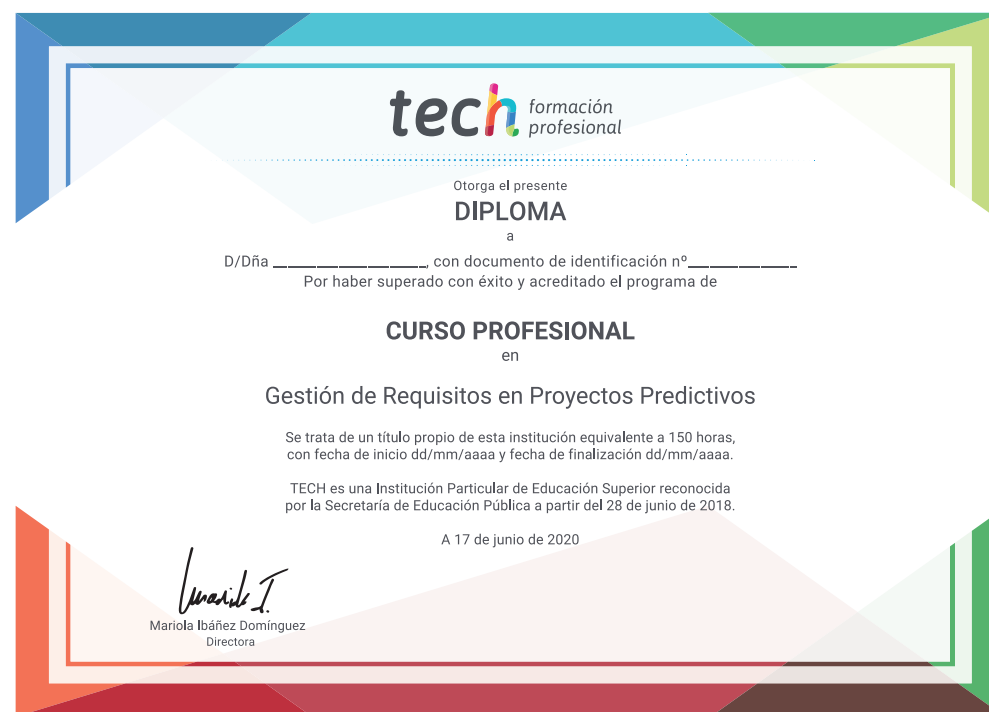 tech formación
profesional
Otorga el presente
DIPLOMA
a
D/Dña ____________________, con documento de identificación nº______________
Por haber superado con éxito y acreditado el programa de
CURSO PROFESIONAL
en
Gestión de Requisitos en Proyectos Predictivos
Se trata de un título propio de esta institución equivalente a 150 horas,
con fecha de inicio dd/mm/aaaa y fecha de finalización dd/mm/aaaa.
TECH es una Institución Particular de Educación Superior reconocida
por la Secretaría de Educación Pública a partir del 28 de junio de 2018.
A 17 de junio de 2020
Mariola Ibáñez Domínguez
Directora